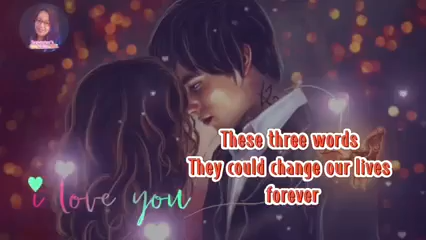 These three words
They could change our lives
forever
i love you